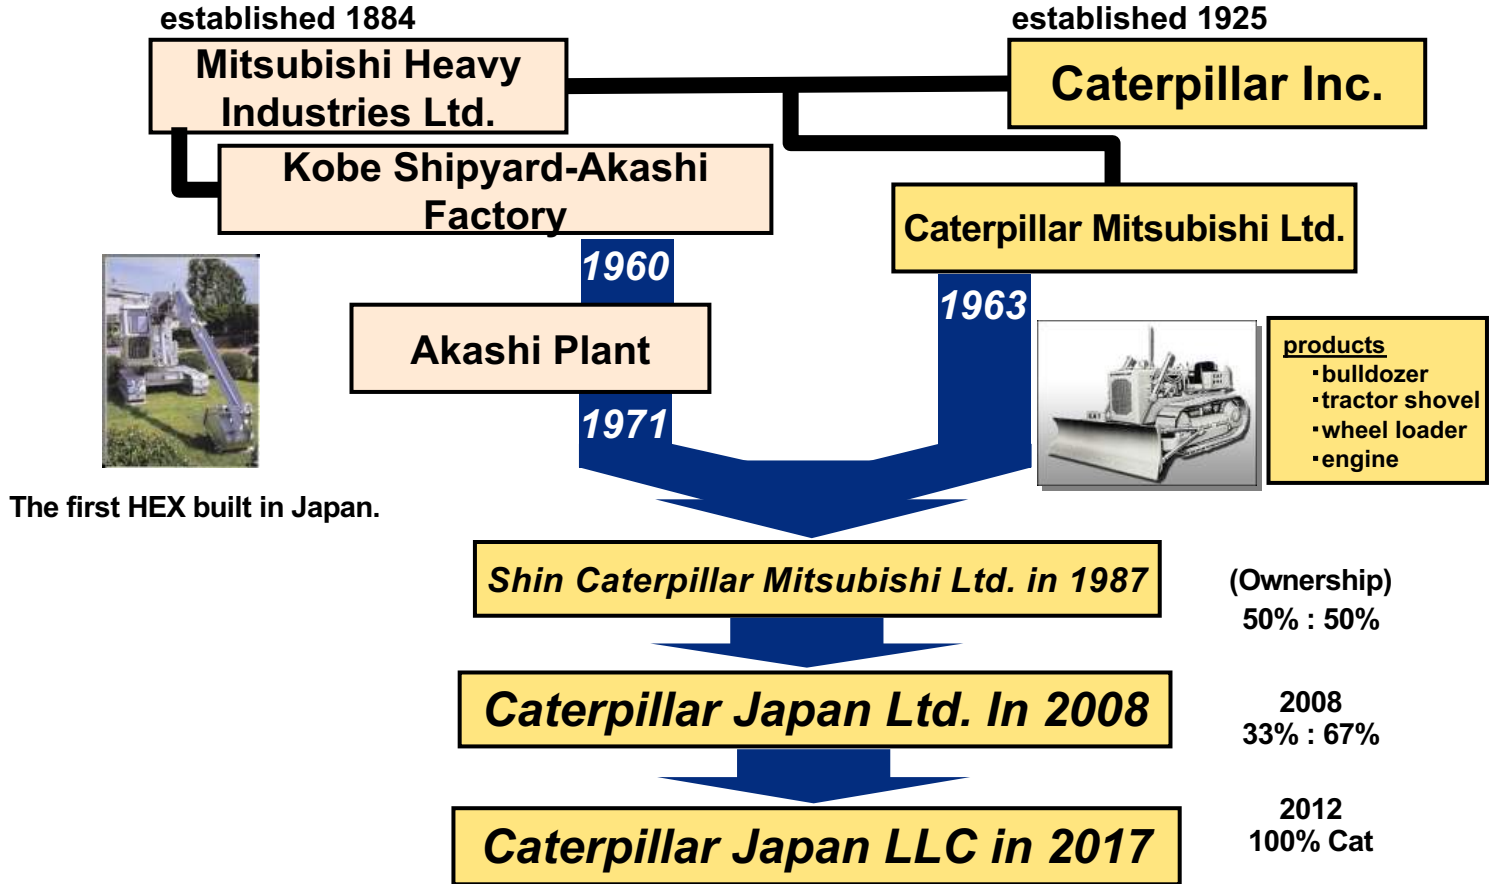 established 1884
established 1925
Mitsubishi Heavy
Industries Ltd.
Caterpillar Inc.
Kobe Shipyard-Akashi
Factory
Caterpillar Mitsubishi Ltd.
1960
1963
Akashi Plant
products
・bulldozer
・tractor shovel
・wheel loader
・engine
1971
The first HEX built in Japan.
Shin Caterpillar Mitsubishi Ltd. in 1987
(Ownership)
50% : 50%
Caterpillar Japan Ltd. In 2008
2008
33% : 67%
Caterpillar Japan LLC in 2017
2012
100% Cat